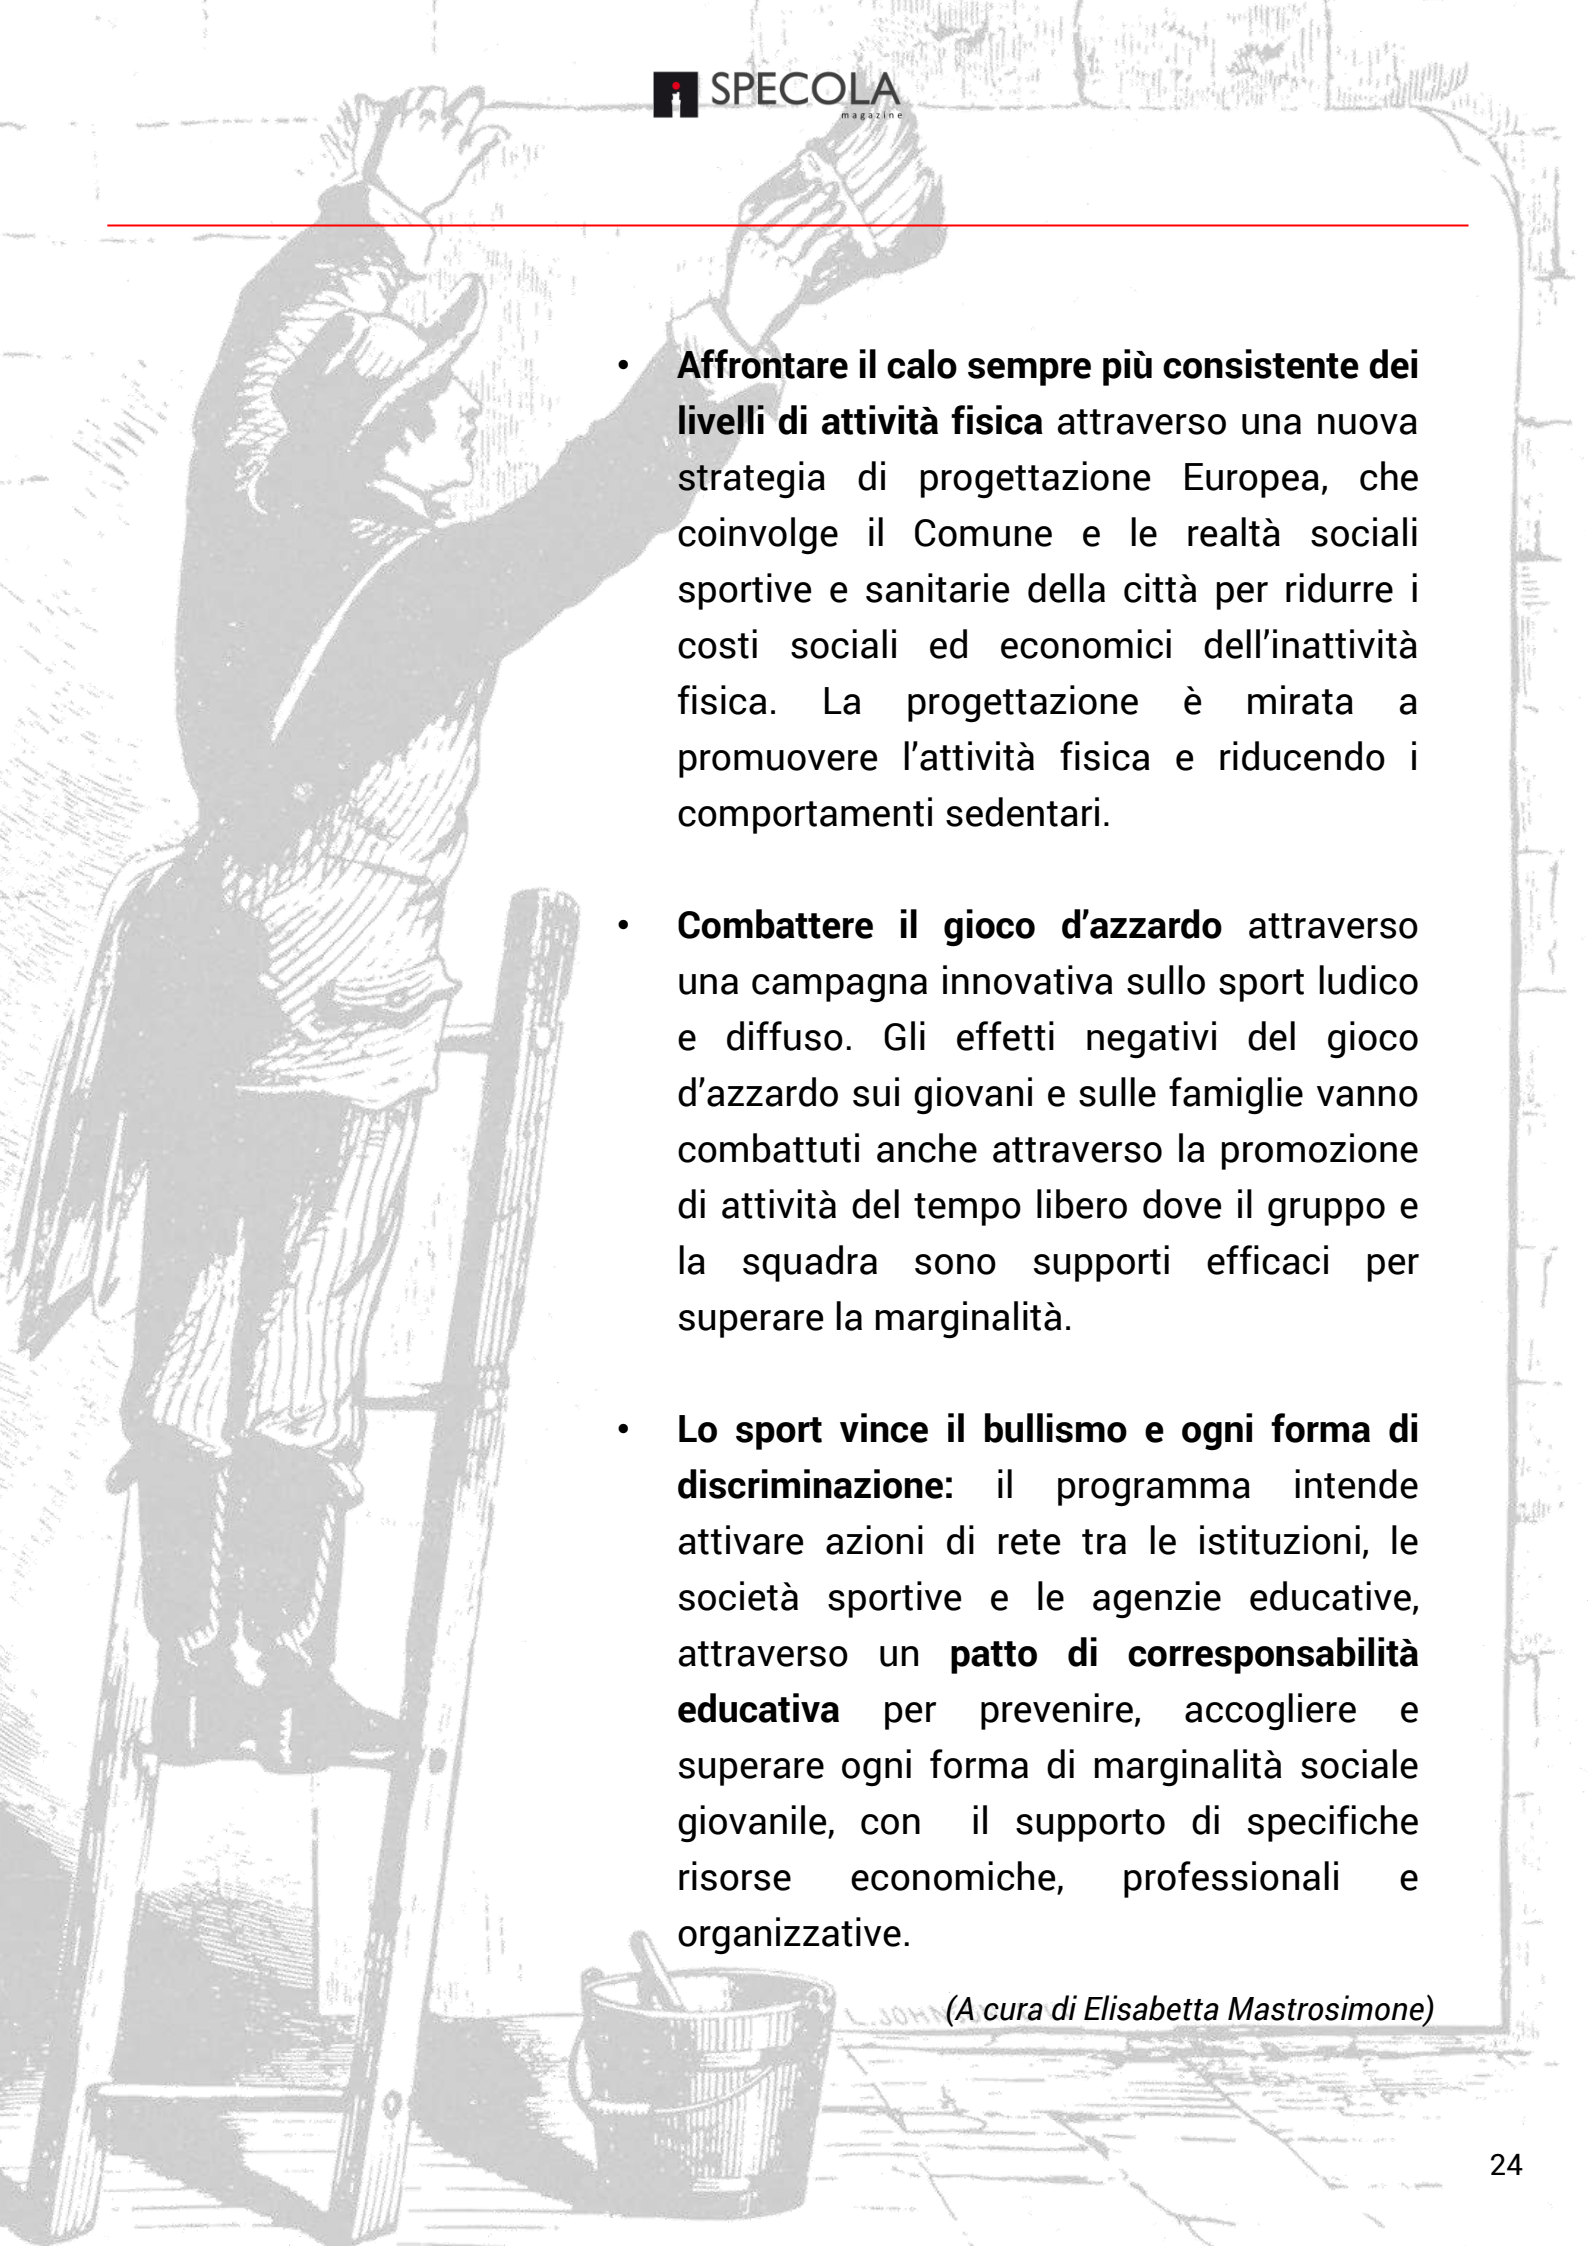 SPECOLA
magazine
• Affrontare il calo sempre più consistente dei
livelli di attività fisica attraverso una nuova
strategia di progettazione Europea, che
coinvolge il Comune e le realtà sociali
sportive e sanitarie della città per ridurre i
costi sociali ed economici dell’inattività
fisica. La progettazione è mirata a
promuovere l’attività fisica e riducendo i
comportamenti sedentari.
• Combattere il gioco d’azzardo attraverso
una campagna innovativa sullo sport ludico
e diffuso. Gli effetti negativi del gioco
d’azzardo sui giovani e sulle famiglie vanno
combattuti anche attraverso la promozione
di attività del tempo libero dove il gruppo e
la squadra sono supporti efficaci per
superare la marginalità.
• Lo sport vince il bullismo e ogni forma di
discriminazione: il programma intende
attivare azioni di rete tra le istituzioni, le
società sportive e le agenzie educative,
attraverso un patto di corresponsabilità
educativa per prevenire, accogliere e
superare ogni forma di marginalità sociale
giovanile, con il supporto di specifiche
risorse economiche, professionali e
organizzative.
(A cura di Elisabetta Mastrosimone)
24